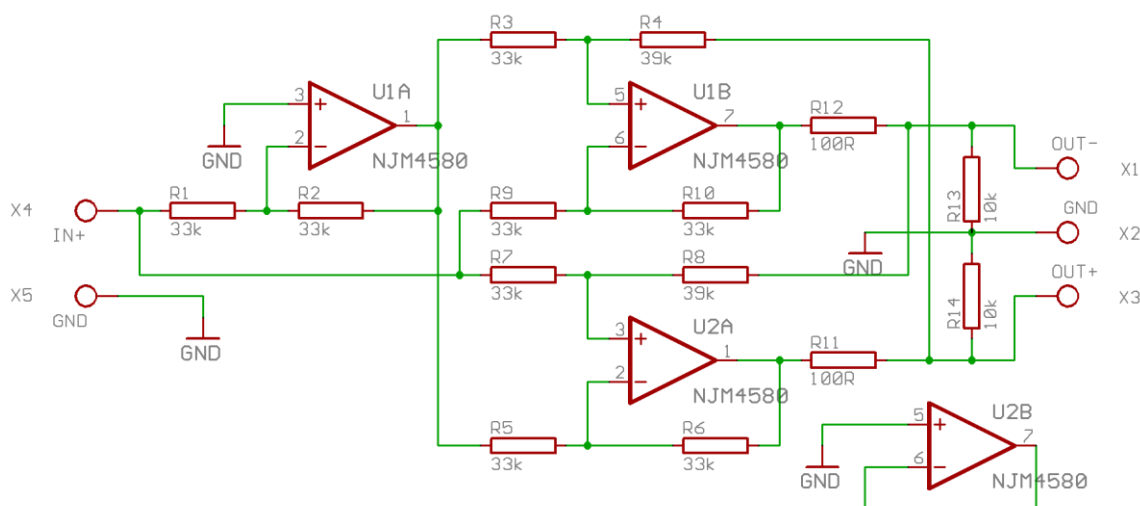 R3
33k
R4
39k
U1A
3
2
1
NJM4580
GND
U1B
5
6
7
NJM4580
R12
100R
OUT-
X1
X4
IN+
R1
33k
R2
33k
R9
33k
R10
33k
R13
10k
GND
X2
GND
R7
33k
R8
39k
X5
GND
GND
OUT+
X3
R14
10k
U2A
3
2
1
NJM4580
R11
100R
R5
33k
R6
33k
U2B
5
6
7
NJM4580
GND